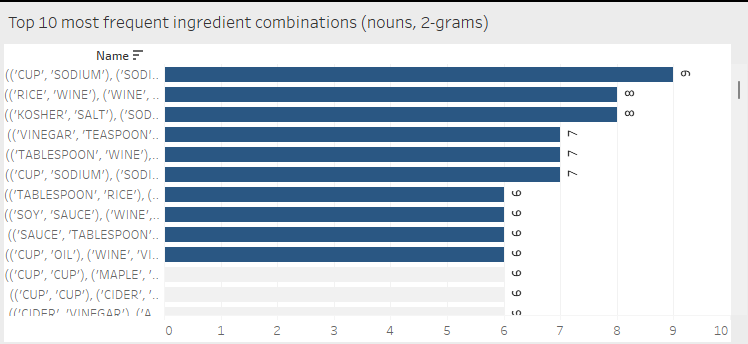 Top 10 most frequent ingredient combinations (nouns, 2-grams)
Name
(('CUP', 'SODIUM'), ('SODI.. 9
(('RICE', 'WINE'), ('WINE', .. 8
(('KOSHER', 'SALT'), ('SOD.. 8
(('VINEGAR', 'TEASPOON'.. 7
(('TABLESPOON', 'WINE'),.. 7
(('CUP', 'SODIUM'), ('SODI.. 7
(('TABLESPOON', 'RICE'), (.. 6
(('SOY', 'SAUCE'), ('WINE',.. 6
(('SAUCE', 'TABLESPOON'.. 6
(('CUP', 'OIL'), ('WINE', 'VI.. 6
(('CUP', 'CUP'), ('MAPLE', '.. 6
(('CUP', 'CUP'), ('CIDER', '.. 6
(('CIDER', 'VINEGAR'), ('A.. 6
0 1 2 3 4 5 6 7 8 9 10